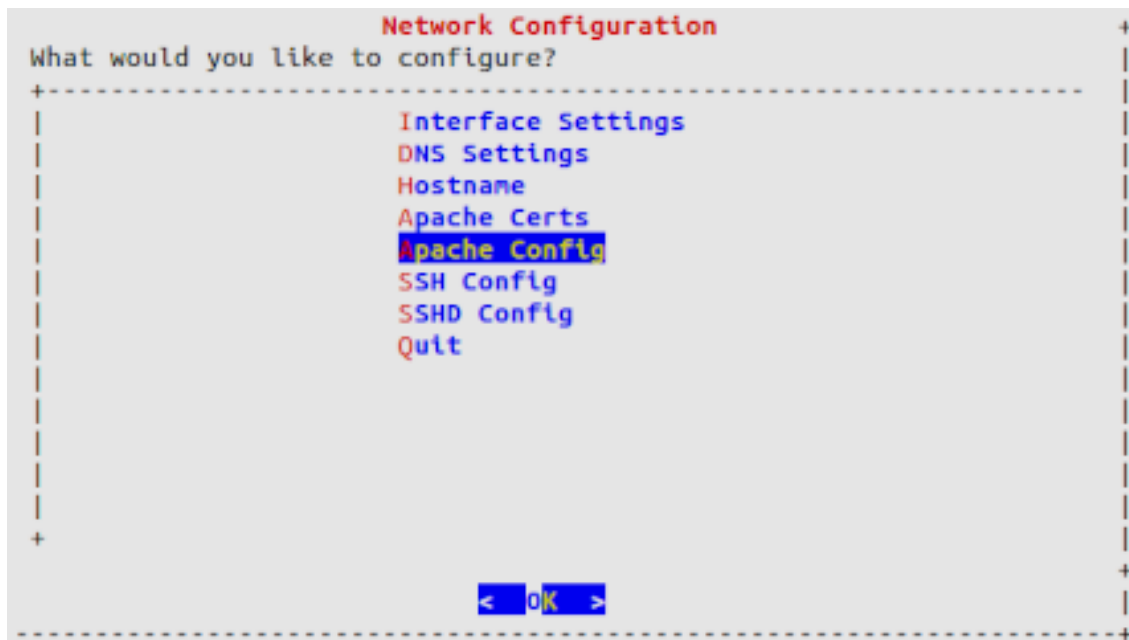 Network Configuration
What would you like to configure?
Interface Settings
DNS Settings
Hostname
Apache Certs
Apache Config
SSH Config
SSHD Config
Quit
< OK >